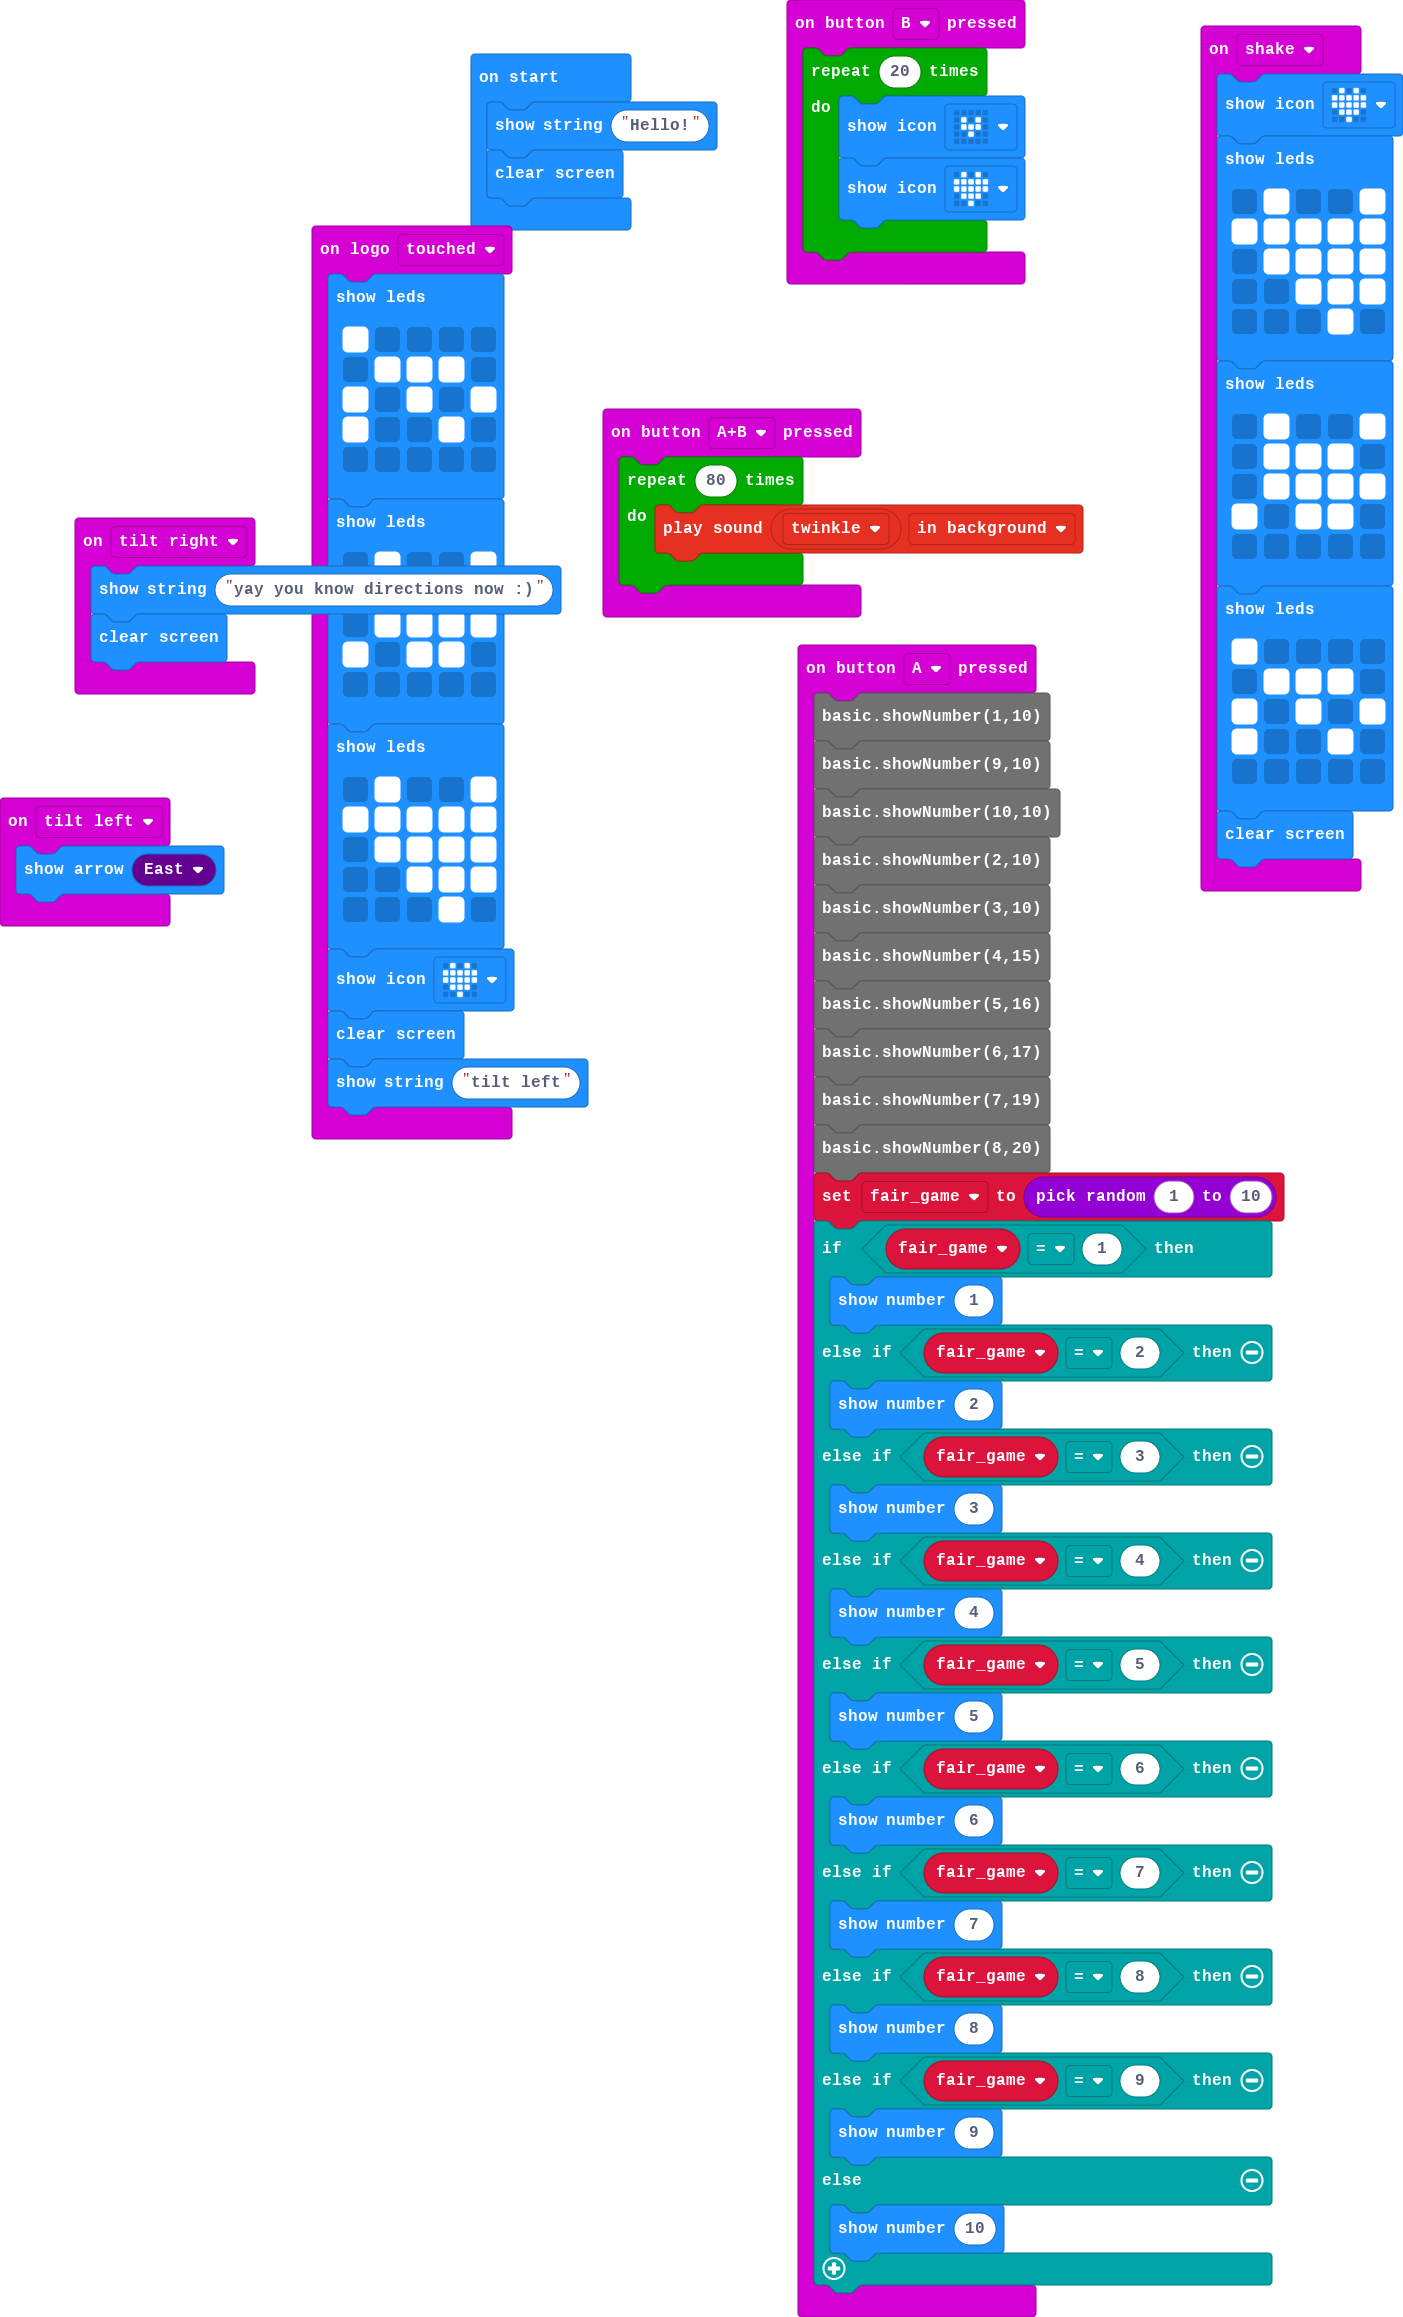 on start
show string "Hello!"
clear screen
on button B pressed
repeat 20 times
do
show icon
show icon
on shake
show icon
show leds
show leds
show leds
clear screen
on logo touched
show leds
show leds
show leds
show icon
clear screen
show string "tilt left"
on button A+B pressed
repeat 80 times
do play sound twinkle in background
on tilt right
show string "yay you know directions now :)"
clear screen
on tilt left
show arrow East
on button A pressed
basic.showNumber(1,10)
basic.showNumber(9,10)
basic.showNumber(10,10)
basic.showNumber(2,10)
basic.showNumber(3,10)
basic.showNumber(4,15)
basic.showNumber(5,16)
basic.showNumber(6,17)
basic.showNumber(7,19)
basic.showNumber(8,20)
set fair_game to pick random 1 to 10
if fair_game = 1 then
show number 1
else if fair_game = 2 then
show number 2
else if fair_game = 3 then
show number 3
else if fair_game = 4 then
show number 4
else if fair_game = 5 then
show number 5
else if fair_game = 6 then
show number 6
else if fair_game = 7 then
show number 7
else if fair_game = 8 then
show number 8
else if fair_game = 9 then
show number 9
else
show number 10